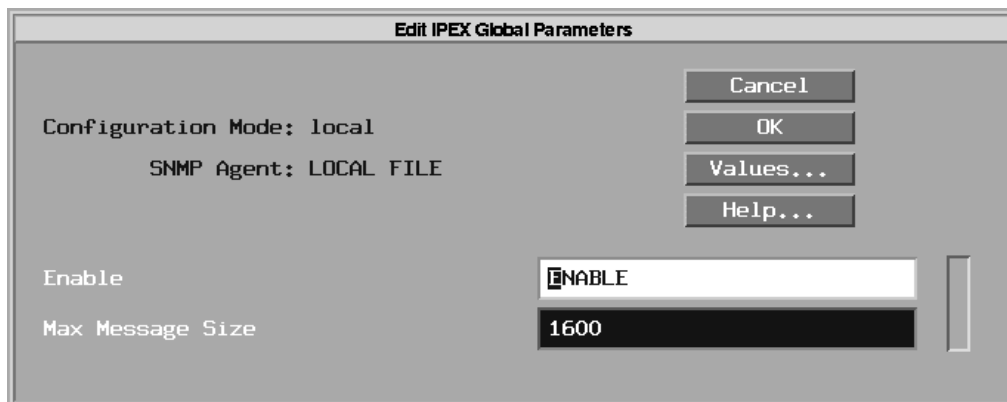 Edit IPEX Global Parameters
Cancel
Configuration Mode: local
OK
SNMP Agent: LOCAL FILE
Values...
Help...
Enable
ENABLE
Max Message Size
1600